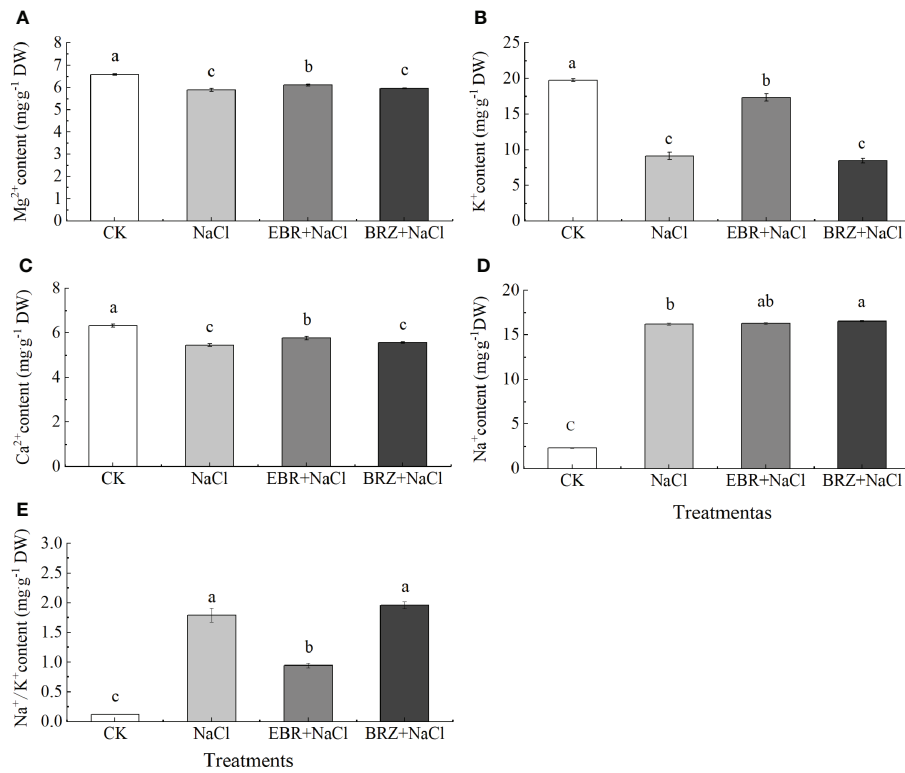 A
Mg2+content (mg·g-1 DW)
8
7
6
5
4
3
2
1
0
a
c
b
c
CK NaCl EBR+NaCl BRZ+NaCl
B
K+content (mg·g-1 DW)
25
20
15
10
5
0
a
c
b
c
CK NaCl EBR+NaCl BRZ+NaCl
C
Ca2+content (mg·g-1 DW)
8
6
4
2
0
a
c
b
c
CK NaCl EBR+NaCl BRZ+NaCl
D
Na+content (mg·g-1DW)
20
15
10
5
0
C
b
ab
a
CK NaCl EBR+NaCl BRZ+NaCl
Treatmentas
E
Na+/K+content (mg·g-1 DW)
3.0
2.5
2.0
1.5
1.0
0.5
0.0
c
a
b
a
CK NaCl EBR+NaCl BRZ+NaCl
Treatments